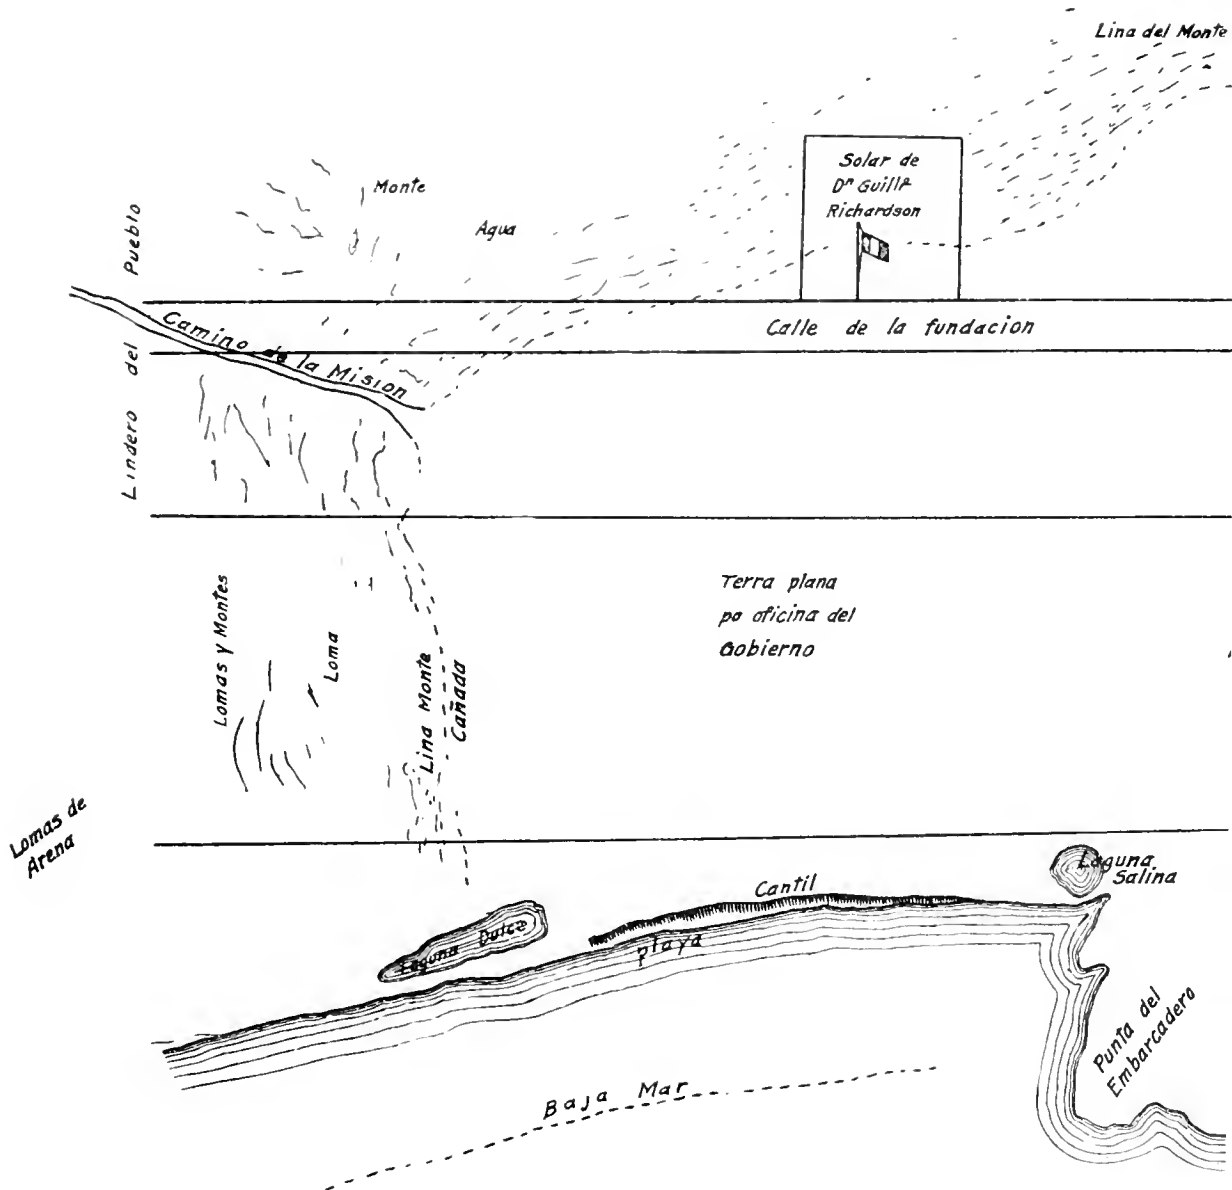 Lina del Monte
Solar de
Dn Guille
Richardson
Monte
Agua
Lindero del Pueblo
Calle de la fundacion
Camino de la Mision
Terra plana
po oficina del
Gobierno
Lomas y Montes
Loma
Lina Monte
Cañada
Lomas de
Arena
Laguna
Salina
Cantil
Laguna Dulce
Playa
Punta del
Embarcadero
Baja Mar